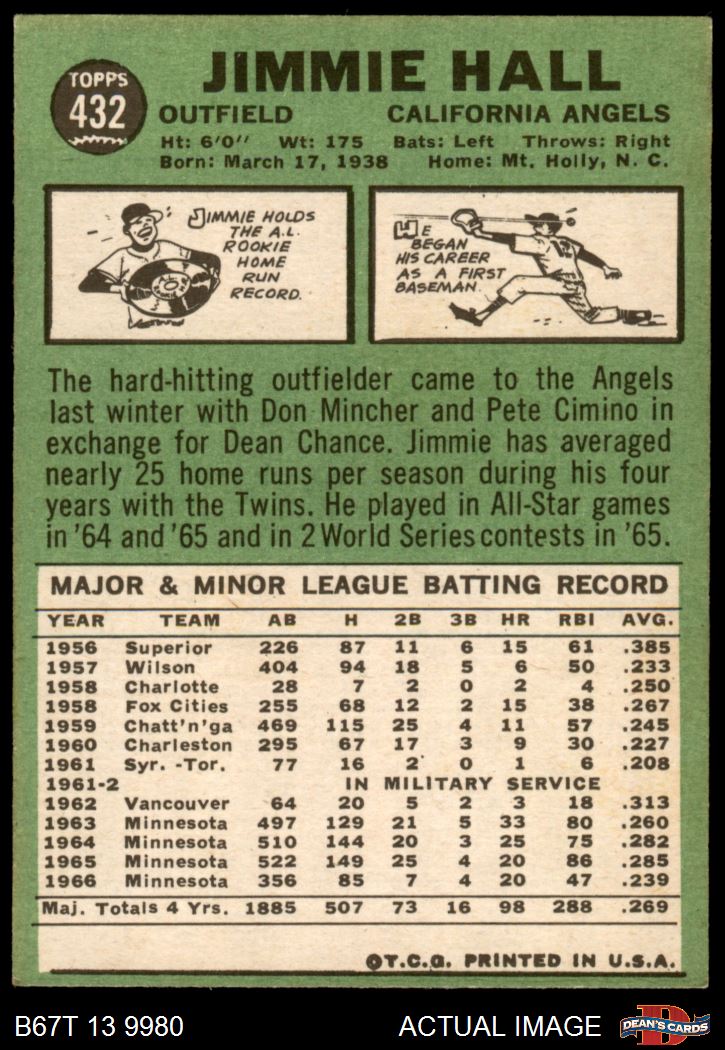 TOPPS
432
JIMMIE HALL
OUTFIELD CALIFORNIA ANGELS
Ht: 6'0" Wt: 175 Bats: Left Throws: Right
Born: March 17, 1938 Home: Mt. Holly, N. C.
JIMMIE HOLDS
THE A.L.
ROOKIE
HOME
RUN
RECORD.
HE
BEGAN
HIS CAREER
AS A FIRST
BASEMAN.
The hard-hitting outfielder came to the Angels
last winter with Don Mincher and Pete Cimino in
exchange for Dean Chance. Jimmie has averaged
nearly 25 home runs per season during his four
years with the Twins. He played in All-Star games
in '64 and '65 and in 2 World Series contests in '65.
MAJOR & MINOR LEAGUE BATTING RECORD
YEAR TEAM AB H 2B 3B HR RBI AVG.
1956 Superior 226 87 11 6 15 61 .385
1957 Wilson 404 94 18 5 6 50 .233
1958 Charlotte 28 7 2 0 2 4 .250
1958 Fox Cities 255 68 12 2 15 38 .267
1959 Chatt'n'ga 469 115 25 4 11 57 .245
1960 Charleston 295 67 17 3 9 30 .227
1961 Syr. -Tor. 77 16 2 0 1 6 .208
1961-2 IN MILITARY SERVICE
1962 Vancouver 64 20 5 2 3 18 .313
1963 Minnesota 497 129 21 5 33 80 .260
1964 Minnesota 510 144 20 3 25 75 .282
1965 Minnesota 522 149 25 4 20 86 .285
1966 Minnesota 356 85 7 4 20 47 .239
Maj. Totals 4 Yrs. 1885 507 73 16 98 288 .269
©T.C.G. PRINTED IN U.S.A.
B67T 13 9980 ACTUAL IMAGE
D
DEAN'S CARDS